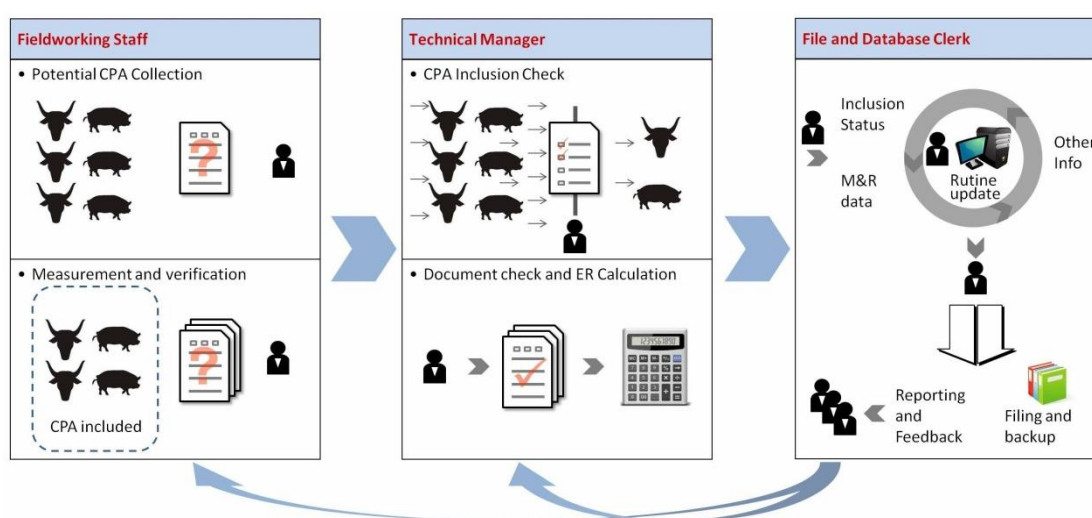 Fieldworking Staff
• Potential CPA Collection
?
• Measurement and verification
?
CPA included
Technical Manager
• CPA Inclusion Check
• Document check and ER Calculation
1234567890
File and Database Clerk
Inclusion
Status
M&R
data
Rutine
update
Other
Info
Reporting
and
Feedback
Filing and
backup